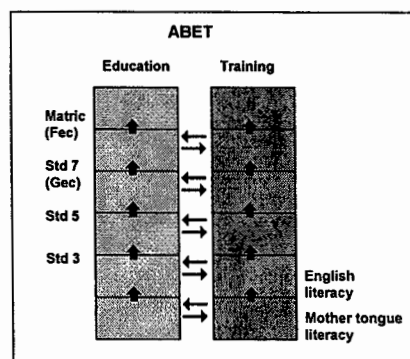 ABET
Education
Training
Matric
(Fec)
Std 7
(Gec)
Std 5
Std 3
English
literacy
Mother tongue
literacy